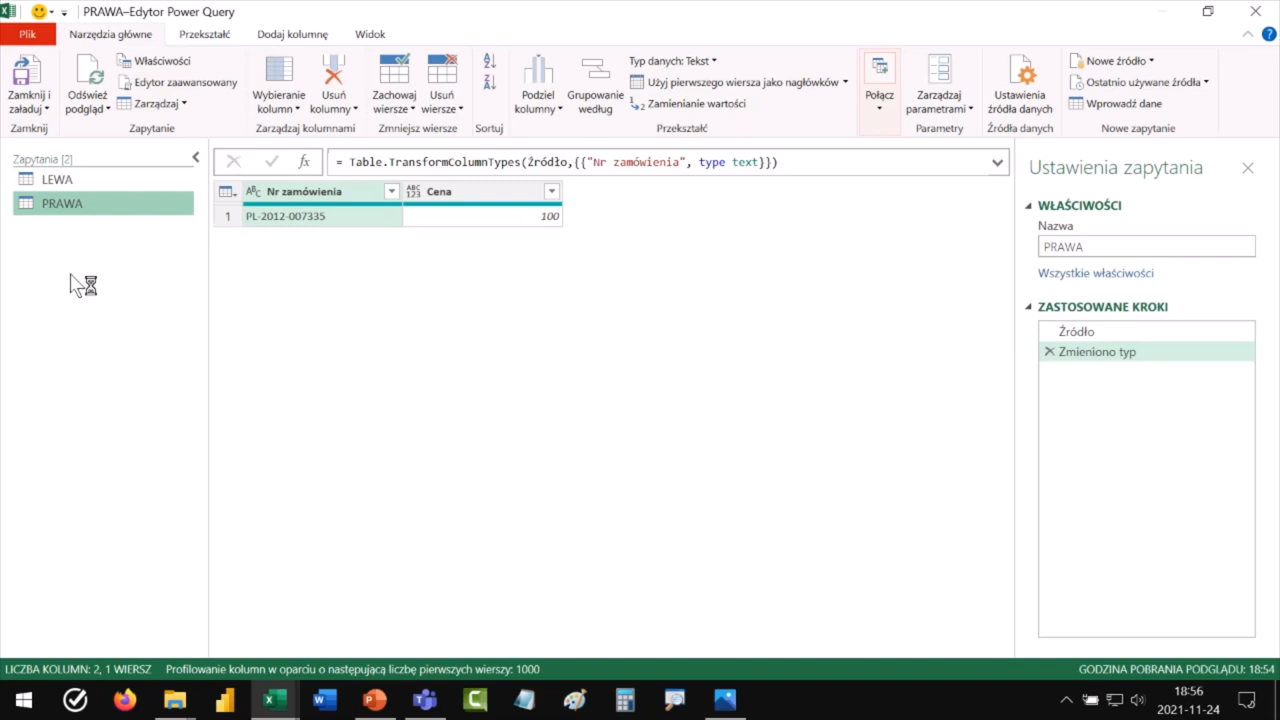 PRAWA–Edytor Power Query
Plik
Narzędzia główne
Przekształć
Dodaj kolumnę
Widok
Zamknij i załaduj
Zamknij
Odśwież podgląd
Właściwości
Edytor zaawansowany
Zarządzaj
Zapytanie
Wybieranie kolumn
Usuń kolumny
Zarządzaj kolumnami
Zachowaj wiersze
Usuń wiersze
Zmniejsz wiersze
Sortuj
Podziel kolumny
Grupowanie według
Typ danych: Tekst
Użyj pierwszego wiersza jako nagłówków
Zamienianie wartości
Przekształć
Połącz
Zarządzaj parametrami
Parametry
Ustawienia źródła danych
Źródła danych
Nowe źródło
Ostatnio używane źródła
Wprowadź dane
Nowe zapytanie
Zapytania [2]
LEWA
PRAWA
fx
= Table.TransformColumnTypes(Źródło,{{"Nr zamówienia", type text}})
ABC Nr zamówienia
ABC 123 Cena
1 PL-2012-007335 100
Ustawienia zapytania
WŁAŚCIWOŚCI
Nazwa
PRAWA
Wszystkie właściwości
ZASTOSOWANE KROKI
Źródło
Zmieniono typ
LICZBA KOLUMN: 2, 1 WIERSZ Profilowanie kolumn w oparciu o następującą liczbę pierwszych wierszy: 1000
GODZINA POBRANIA PODGLĄDU: 18:54
18:56
2021-11-24